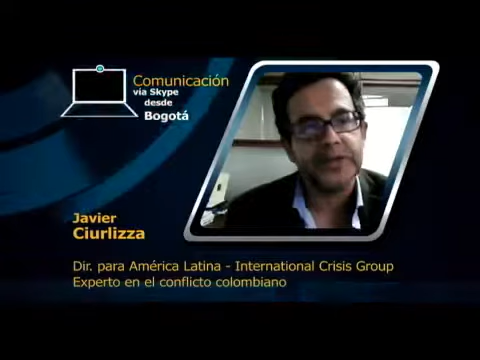 Comunicación
vía Skype
desde
Bogotá
Javier
Ciurlizza
Dir. para América Latina - International Crisis Group
Experto en el conflicto colombiano